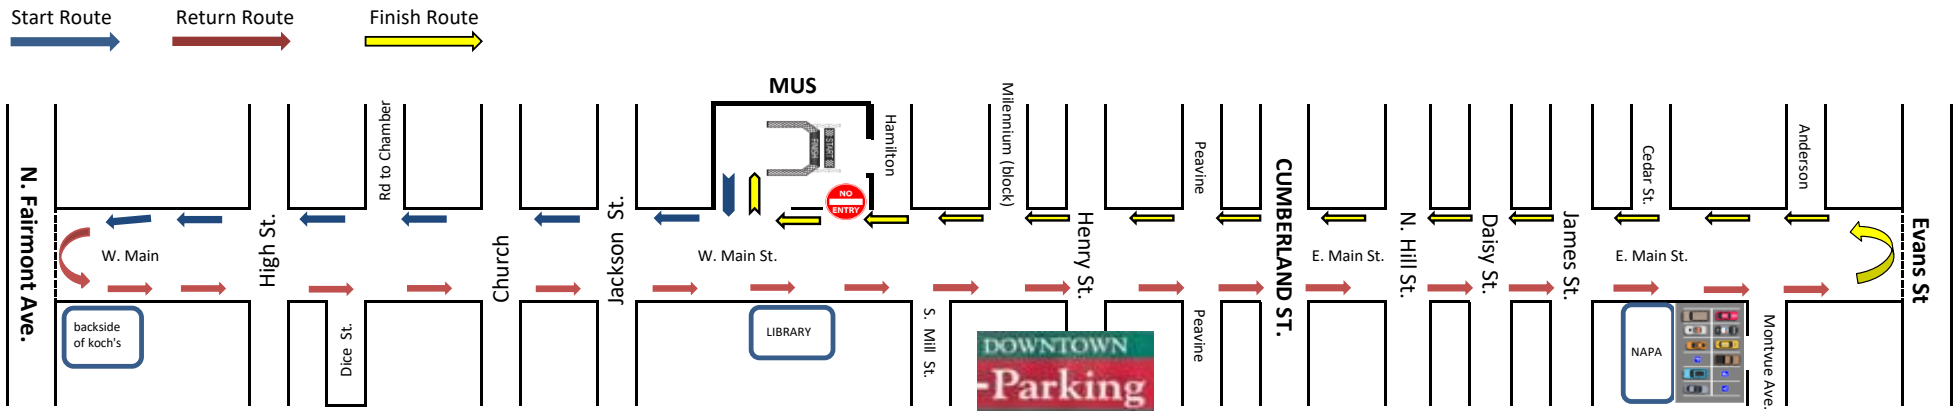 Start Route
Return Route
Finish Route
MUS
N. Fairmont Ave.
High St.
Rd to Chamber
Church
Jackson St.
FINISH
START
NO
ENTRY
Hamilton
Milennium (block)
Henry St.
Peavine
CUMBERLAND ST.
N. Hill St.
Daisy St.
James St.
Cedar St.
Anderson
Evans St
W. Main
W. Main St.
E. Main St.
E. Main St.
backside
of koch's
Dice St.
LIBRARY
S. Mill St.
DOWNTOWN
-Parking
Peavine
NAPA
Montvue Ave.